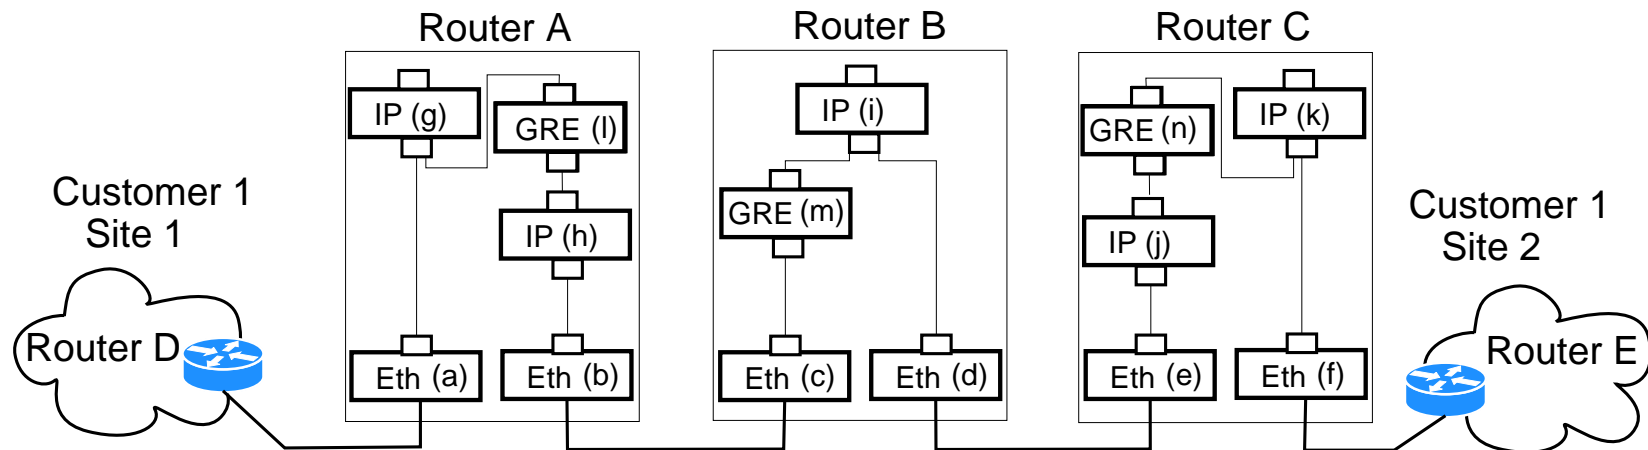 Router A
Router B
Router C
IP (g)
GRE (l)
IP (h)
Eth (a)
Eth (b)
IP (i)
GRE (m)
Eth (c)
Eth (d)
GRE (n)
IP (k)
IP (j)
Eth (e)
Eth (f)
Customer 1
Site 1
Router D
Customer 1
Site 2
Router E